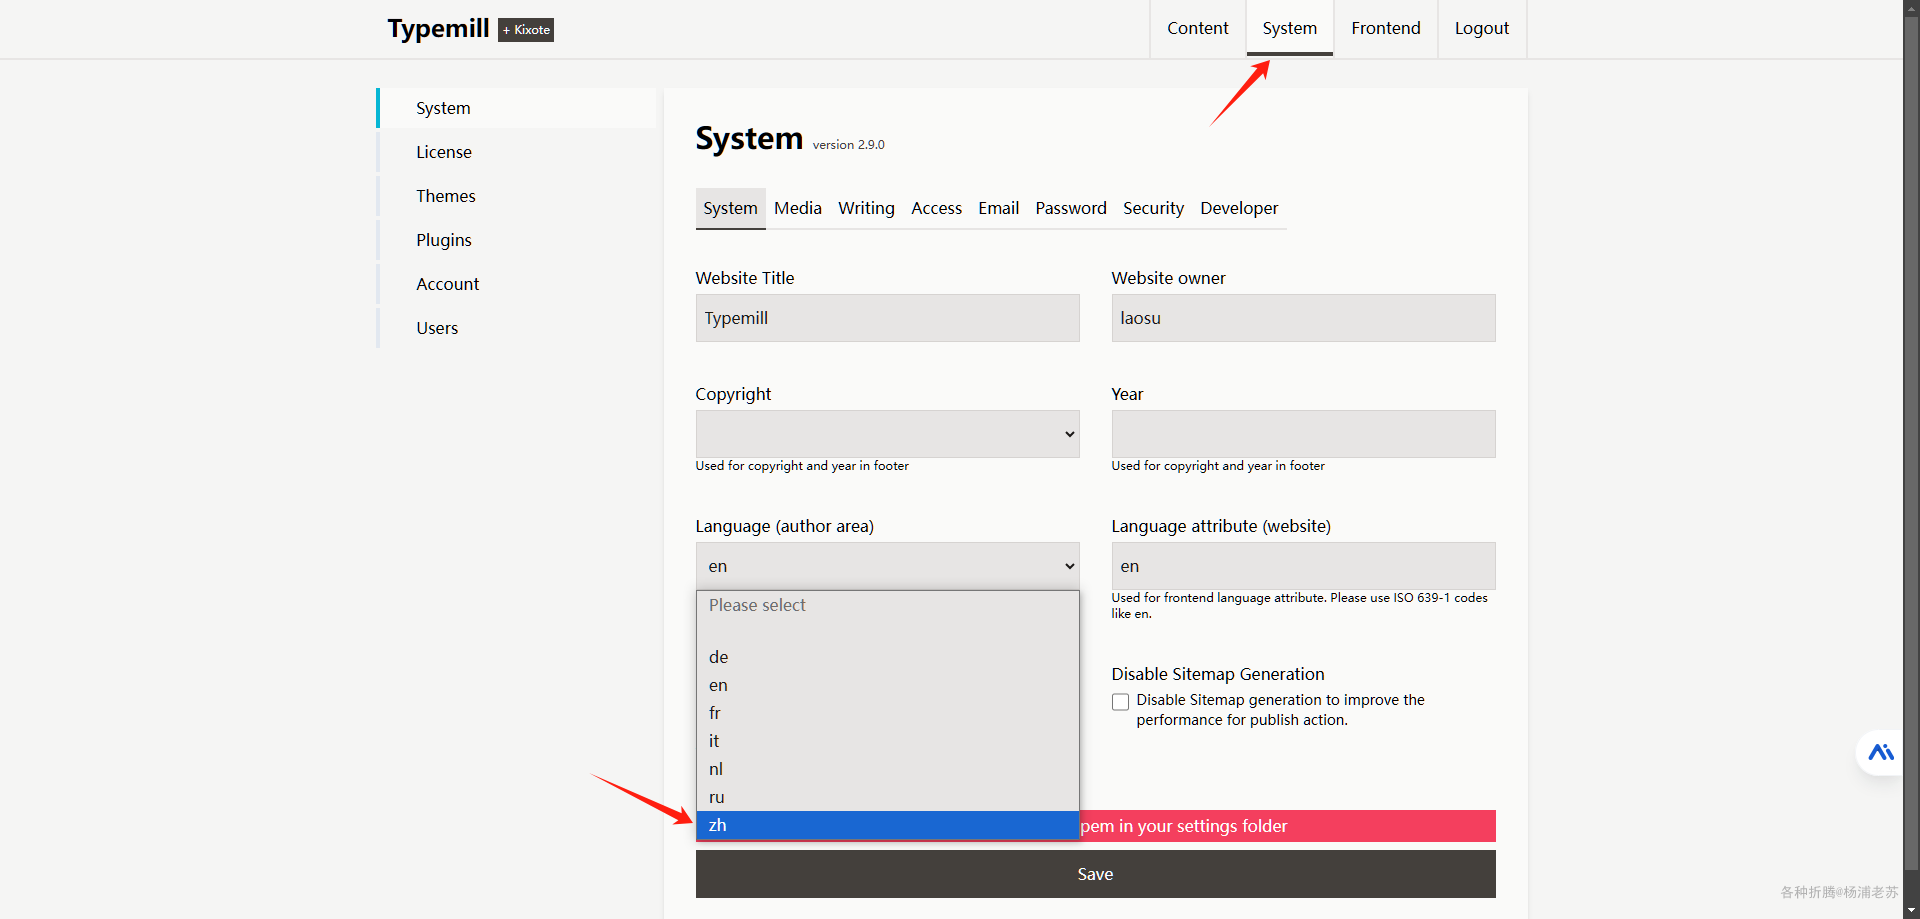 Typemill
+ Kixote
Content
System
Frontend
Logout
System
License
Themes
Plugins
Account
Users
System version 2.9.0
System
Media
Writing
Access
Email
Password
Security
Developer
Website Title
Website owner
Typemill
laosu
Copyright
Year
Used for copyright and year in footer
Used for copyright and year in footer
Language (author area)
Language attribute (website)
en
en
Used for frontend language attribute. Please use ISO 639-1 codes
like en.
Please select
de
en
fr
it
nl
ru
zh
Disable Sitemap Generation
Disable Sitemap generation to improve the
performance for publish action.
pem in your settings folder
Save
各种折腾@杨浦老苏